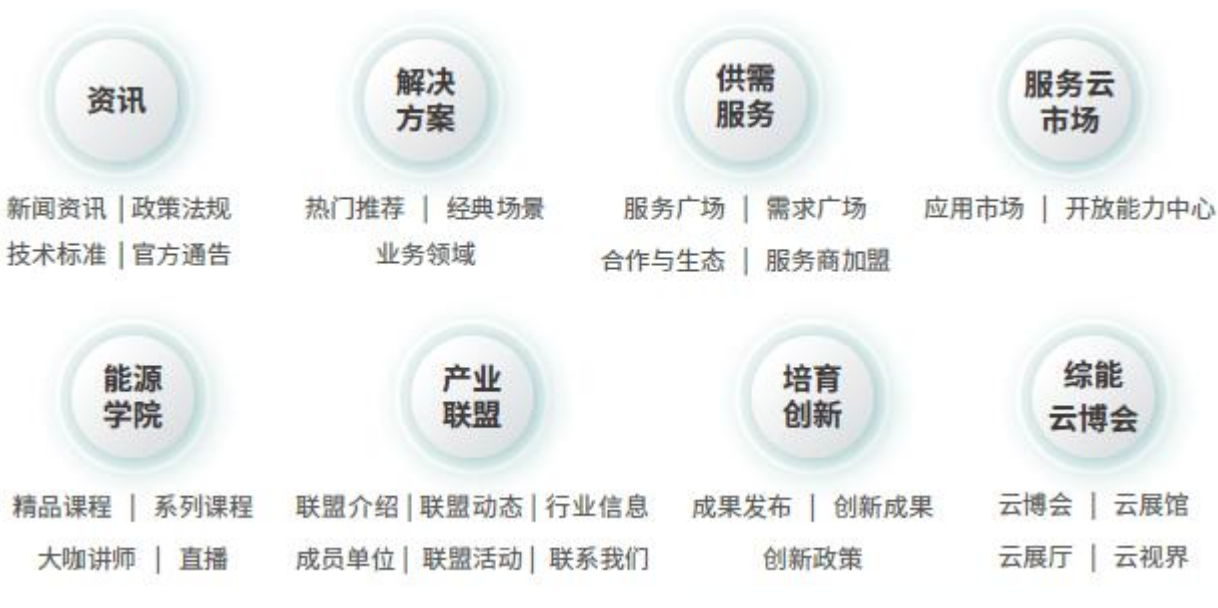 资讯
新闻资讯 | 政策法规
技术标准 | 官方通告
解决
方案
热门推荐 | 经典场景
业务领域
供需
服务
服务广场 | 需求广场
合作与生态 | 服务商加盟
服务云
市场
应用市场 | 开放能力中心
能源
学院
精品课程 | 系列课程
大咖讲师 | 直播
产业
联盟
联盟介绍 | 联盟动态 | 行业信息
成员单位 | 联盟活动 | 联系我们
培育
创新
成果发布 | 创新成果
创新政策
综能
云博会
云博会 | 云展馆
云展厅 | 云视界